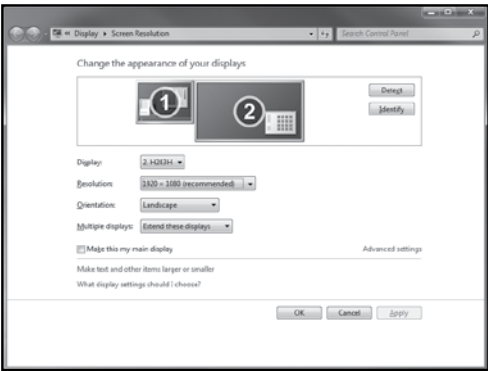 « Display ▸ Screen Resolution Search Control Panel
Change the appearance of your displays
1 2
Detect
Identify
Display: 2. H213H
Resolution: 1920 × 1080 (recommended)
Orientation: Landscape
Multiple displays: Extend these displays
Make this my main display Advanced settings
Make text and other items larger or smaller
What display settings should I choose?
OK Cancel Apply